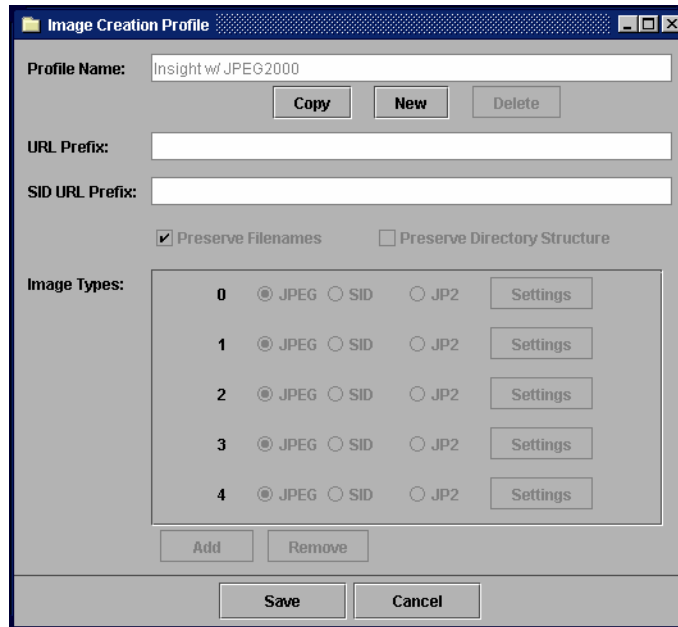 Image Creation Profile
Profile Name: Insight w/ JPEG2000
Copy New Delete
URL Prefix:
SID URL Prefix:
Preserve Filenames Preserve Directory Structure
Image Types: 0 JPEG SID JP2 Settings
1 JPEG SID JP2 Settings
2 JPEG SID JP2 Settings
3 JPEG SID JP2 Settings
4 JPEG SID JP2 Settings
Add Remove
Save Cancel